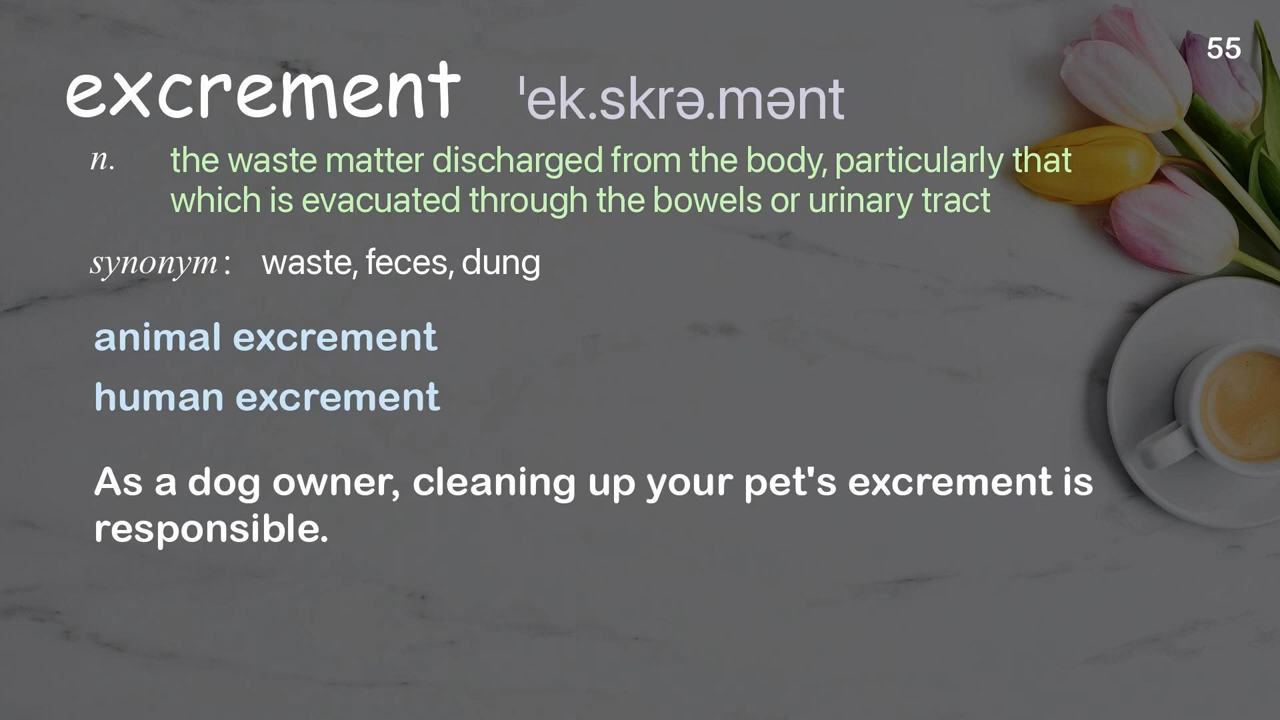 55
excrement ˈek.skrə.mənt
n. the waste matter discharged from the body, particularly that
which is evacuated through the bowels or urinary tract
synonym : waste, feces, dung
animal excrement
human excrement
As a dog owner, cleaning up your pet's excrement is
responsible.